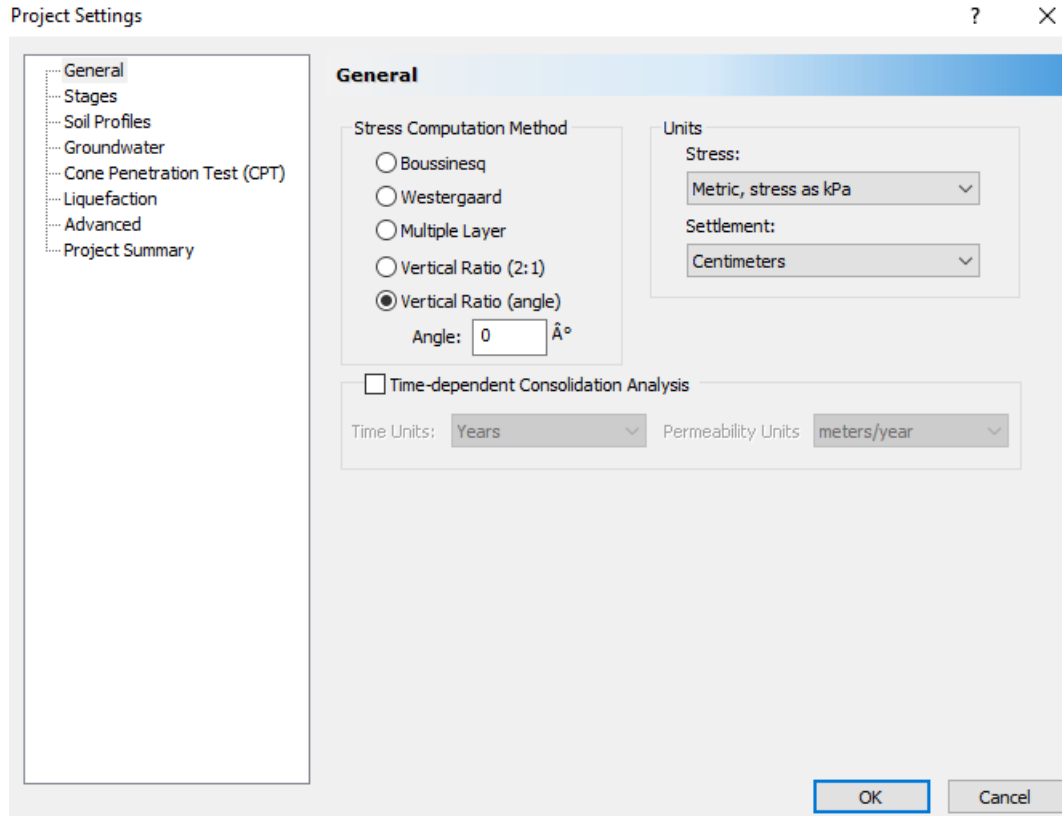 Project Settings
?
General
Stages
Soil Profiles
Groundwater
Cone Penetration Test (CPT)
Liquefaction
Advanced
Project Summary
General
Stress Computation Method
Boussinesq
Westergaard
Multiple Layer
Vertical Ratio (2:1)
Vertical Ratio (angle)
Angle: 0 Âº
Units
Stress:
Metric, stress as kPa
Settlement:
Centimeters
Time-dependent Consolidation Analysis
Time Units: Years Permeability Units meters/year
OK Cancel